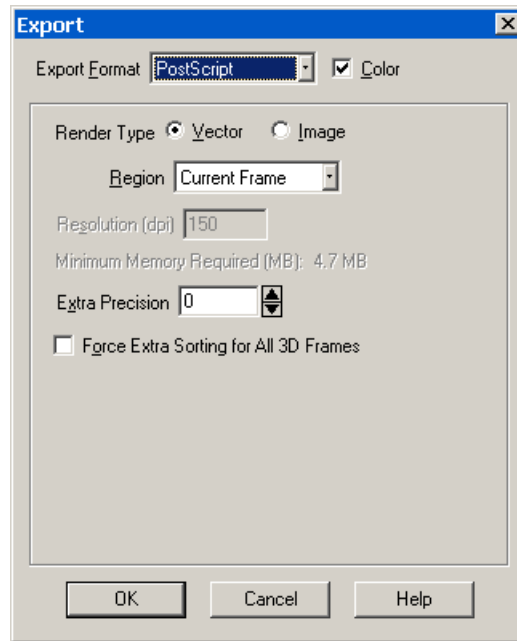 Export
Export Format PostScript Color
Render Type Vector Image
Region Current Frame
Resolution (dpi) 150
Minimum Memory Required (MB): 4.7 MB
Extra Precision 0
Force Extra Sorting for All 3D Frames
OK Cancel Help